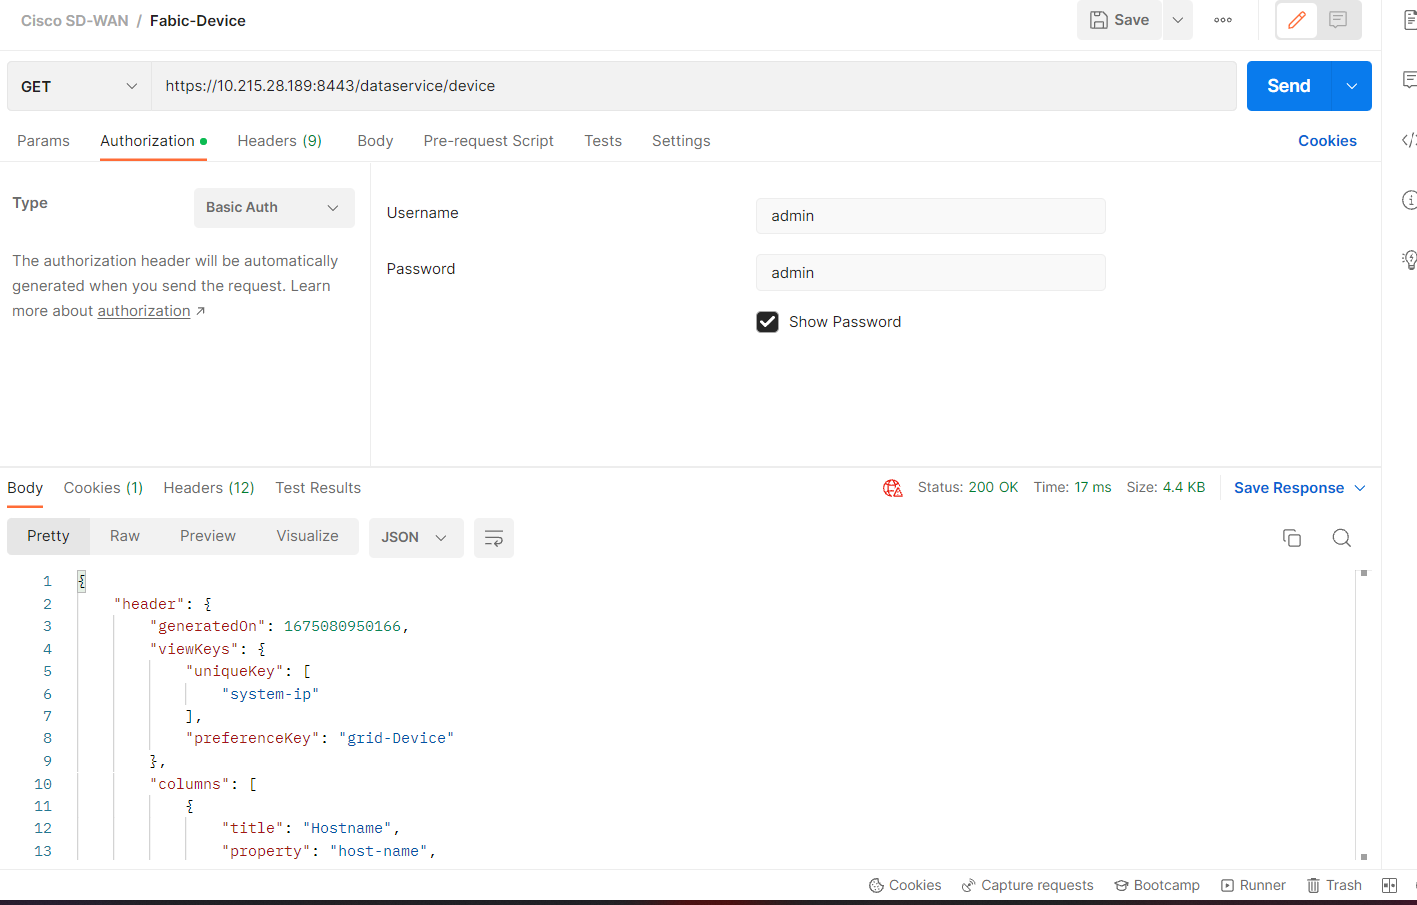 Cisco SD-WAN / Fabic-Device
Save
GET
https://10.215.28.189:8443/dataservice/device
Send
Params Authorization Headers (9) Body Pre-request Script Tests Settings Cookies
Type
Basic Auth
The authorization header will be automatically
generated when you send the request. Learn
more about authorization ↗
Username
admin
Password
admin
Show Password
Body Cookies (1) Headers (12) Test Results
Status: 200 OK Time: 17 ms Size: 4.4 KB Save Response
Pretty Raw Preview Visualize JSON
1 {
2 "header": {
3 "generatedOn": 1675080950166,
4 "viewKeys": {
5 "uniqueKey": [
6 "system-ip"
7 ],
8 "preferenceKey": "grid-Device"
9 },
10 "columns": [
11 {
12 "title": "Hostname",
13 "property": "host-name",
Cookies Capture requests Bootcamp Runner Trash